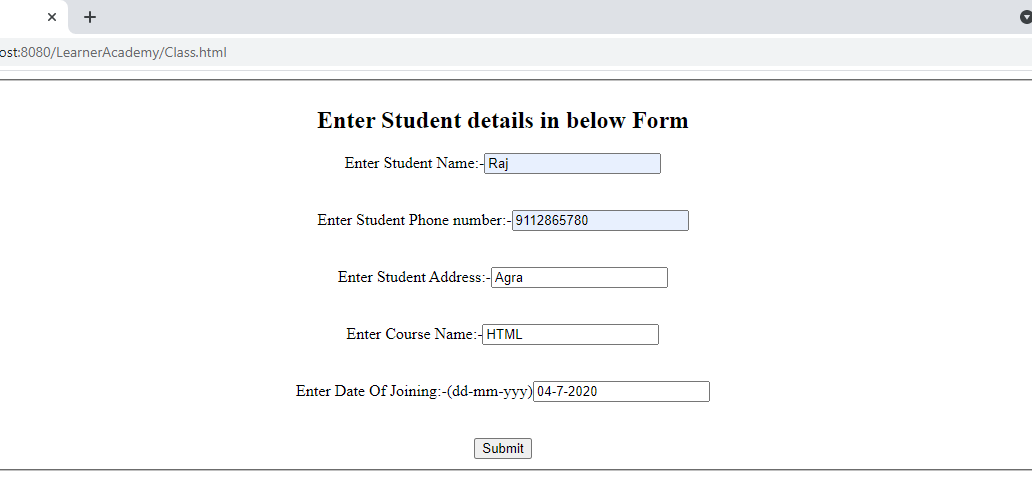 ost:8080/LearnerAcademy/Class.html
Enter Student details in below Form
Enter Student Name:-Raj
Enter Student Phone number:-9112865780
Enter Student Address:-Agra
Enter Course Name:-HTML
Enter Date Of Joining:-(dd-mm-yyy)04-7-2020
Submit